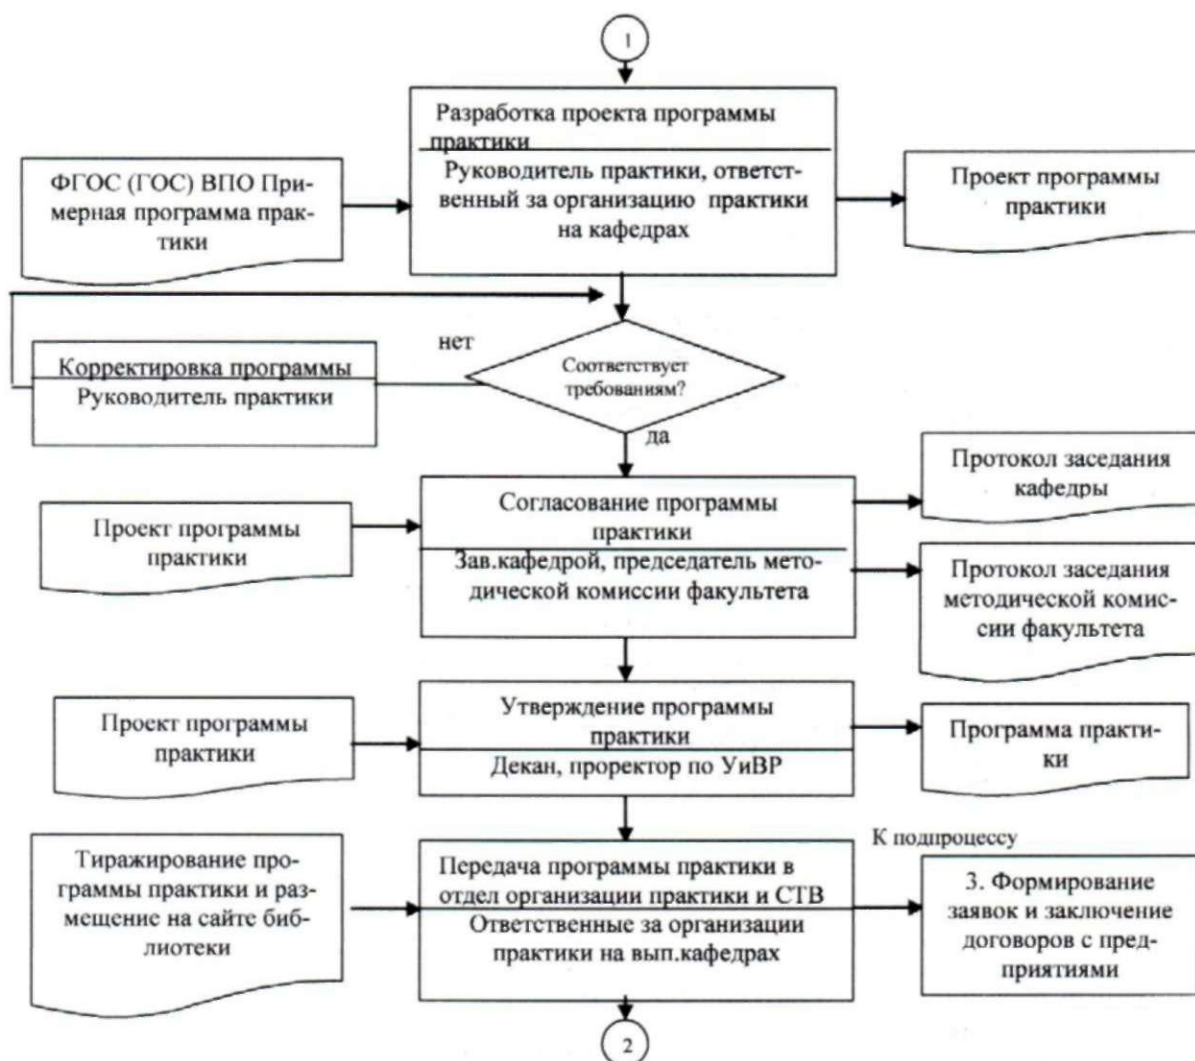 1
Разработка проекта программы
практики
Руководитель практики, ответст-
венный за организацию практики
на кафедрах
ФГОС (ГОС) ВПО При-
мерная программа прак-
тики
Проект программы
практики
нет
Соответствует
требованиям?
Корректировка программы
Руководитель практики
да
Согласование программы
практики
Зав.кафедрой, председатель мето-
дической комиссии факультета
Проект программы
практики
Протокол заседания
кафедры
Протокол заседания
методической комис-
сии факультета
Утверждение программы
практики
Декан, проректор по УиВР
Проект программы
практики
Программа практи-
ки
Тиражирование про-
граммы практики и раз-
мещение на сайте биб-
лиотеки
Передача программы практики в
отдел организации практики и СТВ
Ответственные за организации
практики на вып.кафедрах
К подпроцессу
3. Формирование
заявок и заключение
договоров с пред-
приятиями
2